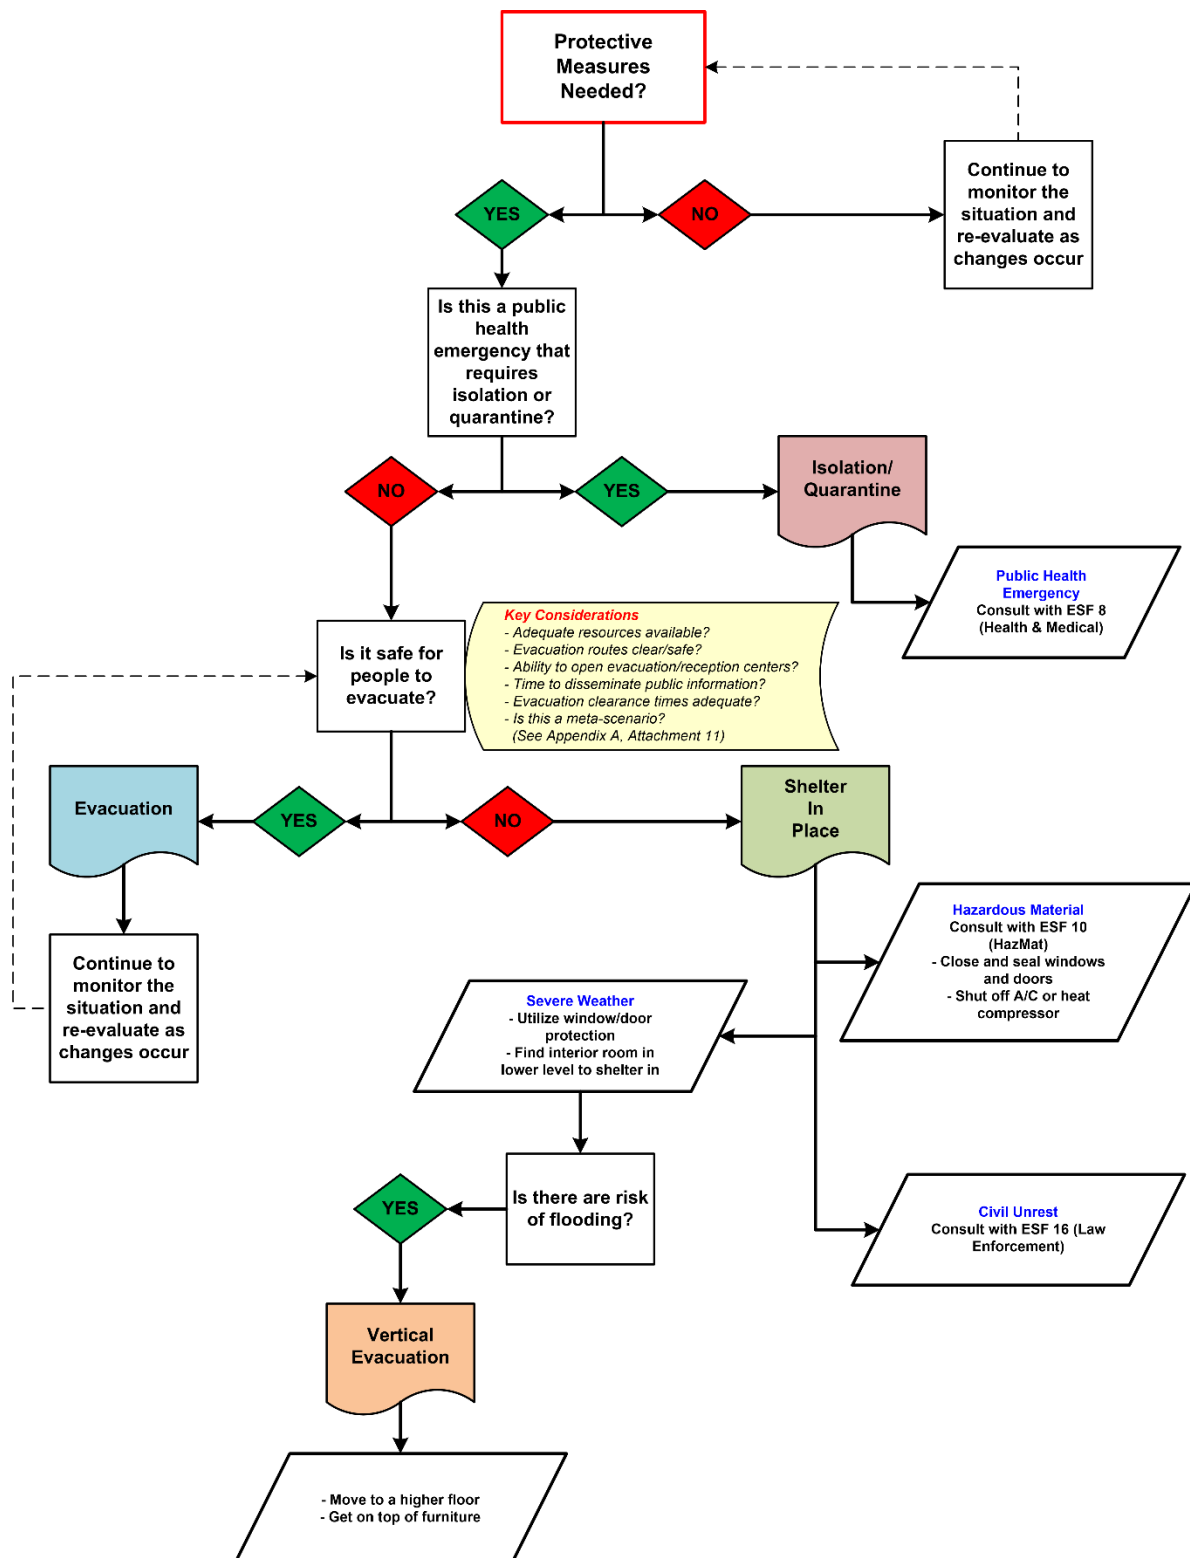 Protective
Measures
Needed?
YES
NO
Continue to
monitor the
situation and
re-evaluate as
changes occur
Is this a public
health
emergency that
requires
isolation or
quarantine?
NO
YES
Isolation/
Quarantine
Public Health
Emergency
Consult with ESF 8
(Health & Medical)
Is it safe for
people to
evacuate?
Key Considerations
- Adequate resources available?
- Evacuation routes clear/safe?
- Ability to open evacuation/reception centers?
- Time to disseminate public information?
- Evacuation clearance times adequate?
- Is this a meta-scenario?
(See Appendix A, Attachment 11)
Evacuation
YES
NO
Shelter
In
Place
Continue to
monitor the
situation and
re-evaluate as
changes occur
Hazardous Material
Consult with ESF 10
(HazMat)
- Close and seal windows
and doors
- Shut off A/C or heat
compressor
Severe Weather
- Utilize window/door
protection
- Find interior room in
lower level to shelter in
Is there are risk
of flooding?
YES
Civil Unrest
Consult with ESF 16 (Law
Enforcement)
Vertical
Evacuation
- Move to a higher floor
- Get on top of furniture